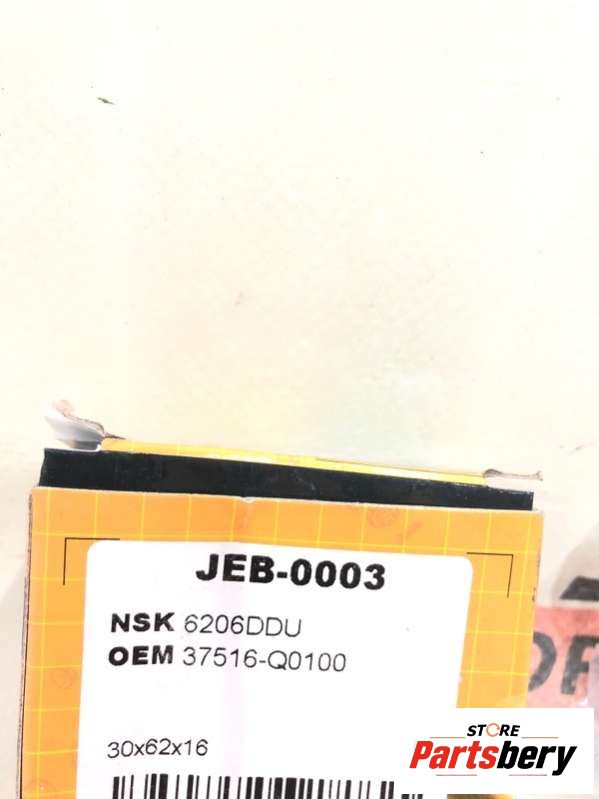 JEB-0003
NSK 6206DDU
OEM 37516-Q0100
30x62x16
STORE
Partsbery